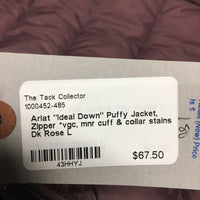 The Tack Collector
1000452-485
Ariat "Ideal Down" Puffy Jacket,
Zipper *vgc, mnr cuff & collar stains
Dk Rose L
$67.50
43HHYJ